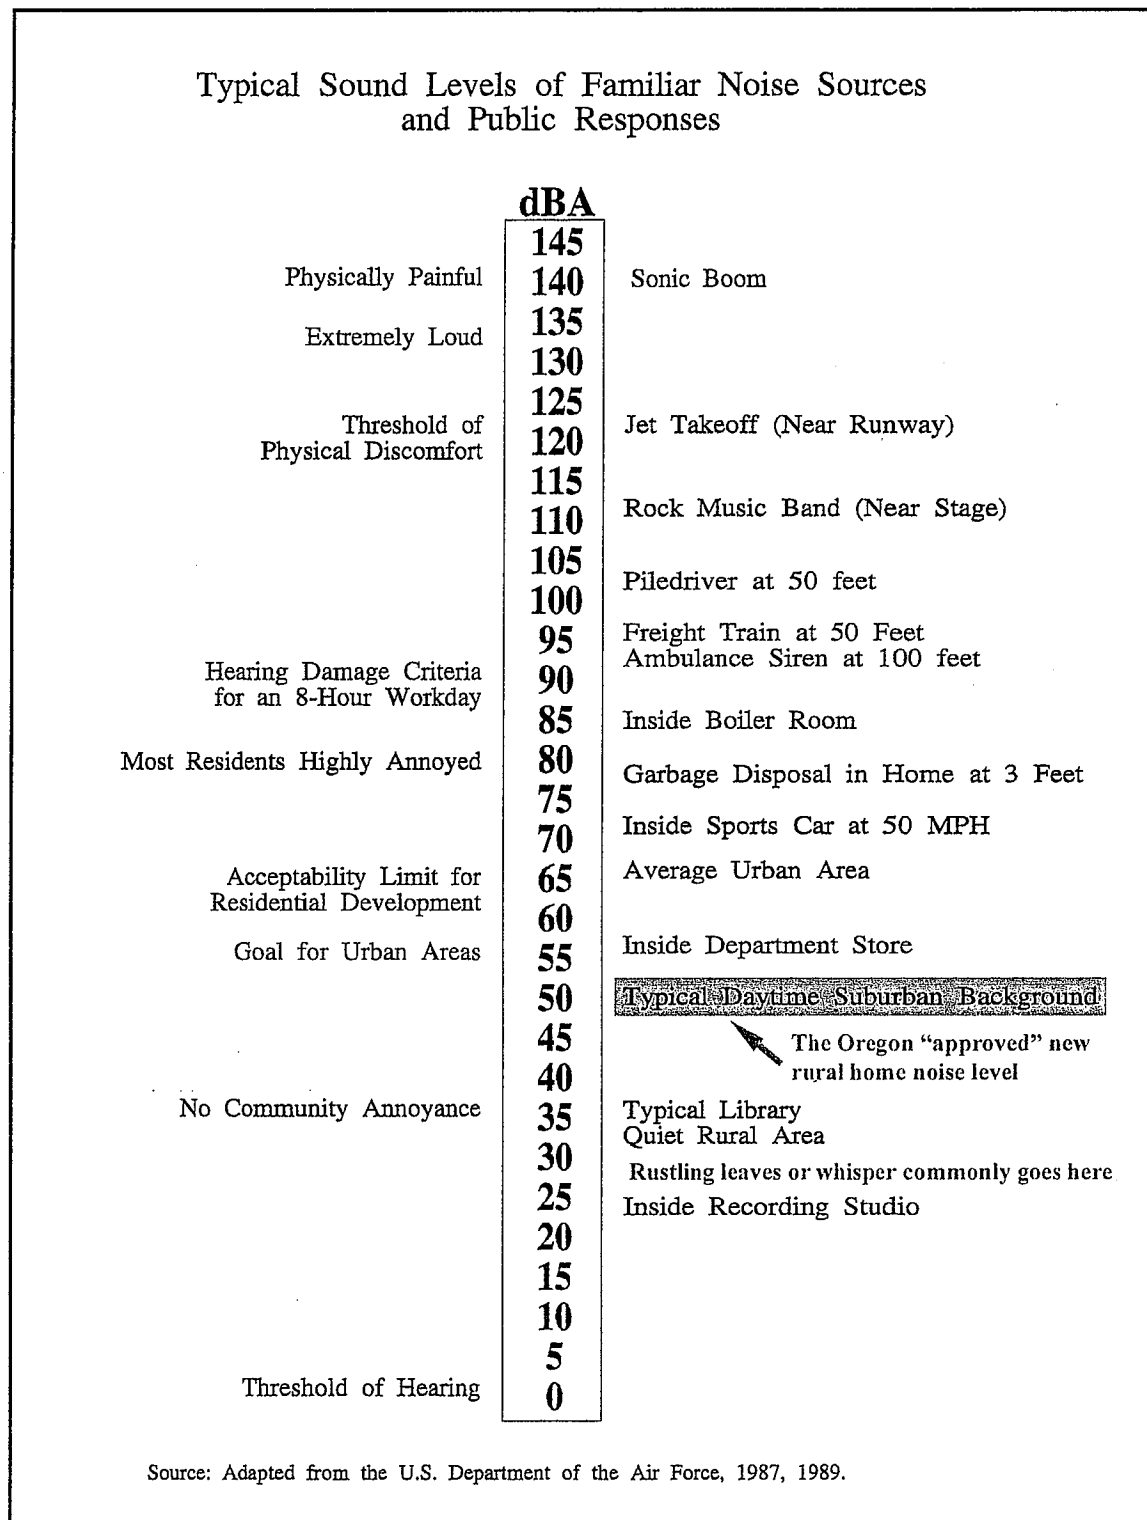 Typical Sound Levels of Familiar Noise Sources
and Public Responses
dBA
145
Physically Painful 140 Sonic Boom
135
Extremely Loud
130
125
Threshold of
Physical Discomfort
120
Jet Takeoff (Near Runway)
115
110
Rock Music Band (Near Stage)
105
Piledriver at 50 feet
100
95
Freight Train at 50 Feet
Ambulance Siren at 100 feet
Hearing Damage Criteria
for an 8-Hour Workday
90
85 Inside Boiler Room
Most Residents Highly Annoyed 80
Garbage Disposal in Home at 3 Feet
75
Inside Sports Car at 50 MPH
70
Acceptability Limit for
Residential Development
65 Average Urban Area
60
Goal for Urban Areas 55 Inside Department Store
50 Typical Daytime Suburban Background
45
The Oregon “approved” new
rural home noise level
40
No Community Annoyance 35 Typical Library
Quiet Rural Area
30
Rustling leaves or whisper commonly goes here
25 Inside Recording Studio
20
15
10
5
Threshold of Hearing 0
Source: Adapted from the U.S. Department of the Air Force, 1987, 1989.